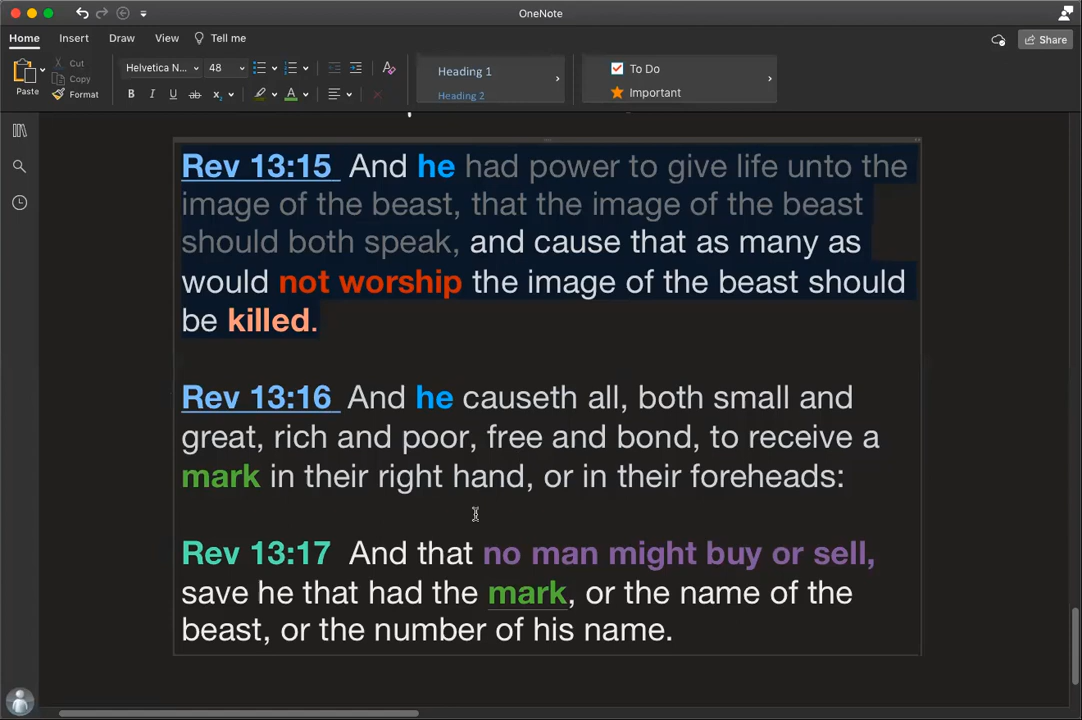 OneNote
Home Insert Draw View Tell me
Share
Paste
Cut
Copy
Format
Helvetica N... 48
B I U ab x₂ A
Heading 1
Heading 2
To Do
Important
Rev 13:15 And he had power to give life unto the
image of the beast, that the image of the beast
should both speak, and cause that as many as
would not worship the image of the beast should
be killed.
Rev 13:16 And he causeth all, both small and
great, rich and poor, free and bond, to receive a
mark in their right hand, or in their foreheads:
Rev 13:17 And that no man might buy or sell,
save he that had the mark, or the name of the
beast, or the number of his name.